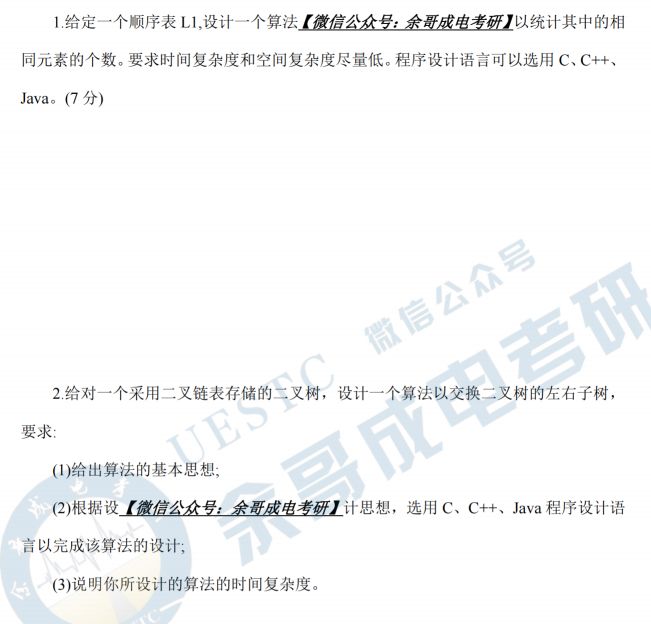 1.给定一个顺序表 L1,设计一个算法【微信公众号：余哥成电考研】以统计其中的相
同元素的个数。要求时间复杂度和空间复杂度尽量低。程序设计语言可以选用 C、C++、
Java。(7 分)
微信公众号
UESTC
余哥成电考研
2.给对一个采用二叉链表存储的二叉树，设计一个算法以交换二叉树的左右子树，
要求:
(1)给出算法的基本思想;
(2)根据设【微信公众号：余哥成电考研】计思想，选用 C、C++、Java 程序设计语
言以完成该算法的设计;
(3)说明你所设计的算法的时间复杂度。